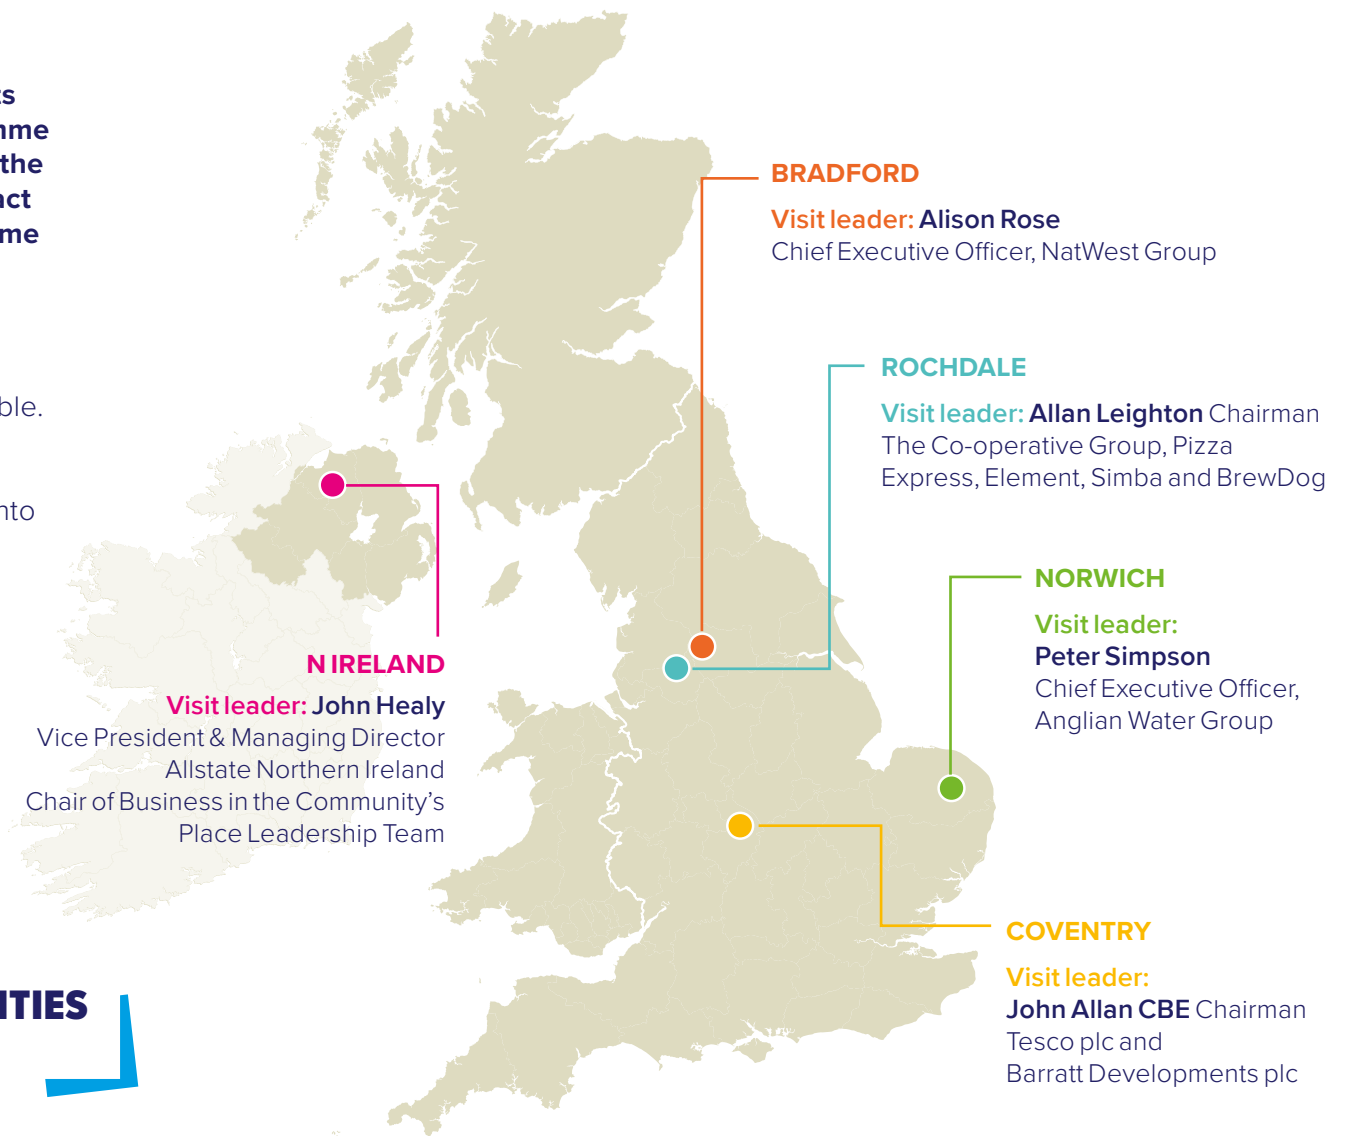 the
BRADFORD
Visit leader: Alison Rose
Chief Executive Officer, NatWest Group
ROCHDALE
Visit leader: Allan Leighton Chairman
The Co-operative Group, Pizza
Express, Element, Simba and BrewDog
NORWICH
Visit leader:
Peter Simpson
Chief Executive Officer,
Anglian Water Group
N IRELAND
Visit leader: John Healy
Vice President & Managing Director
Allstate Northern Ireland
Chair of Business in the Community’s
Place Leadership Team
COVENTRY
Visit leader:
John Allan CBE Chairman
Tesco plc and
Barratt Developments plc